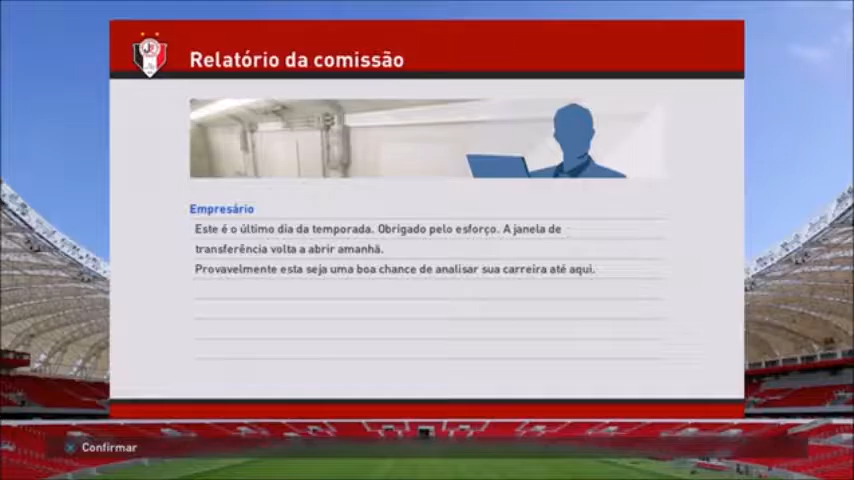 Relatório da comissão
Empresário
Este é o último dia da temporada. Obrigado pelo esforço. A janela de
transferência volta a abrir amanhã.
Provavelmente esta seja uma boa chance de analisar sua carreira até aqui.
Confirmar